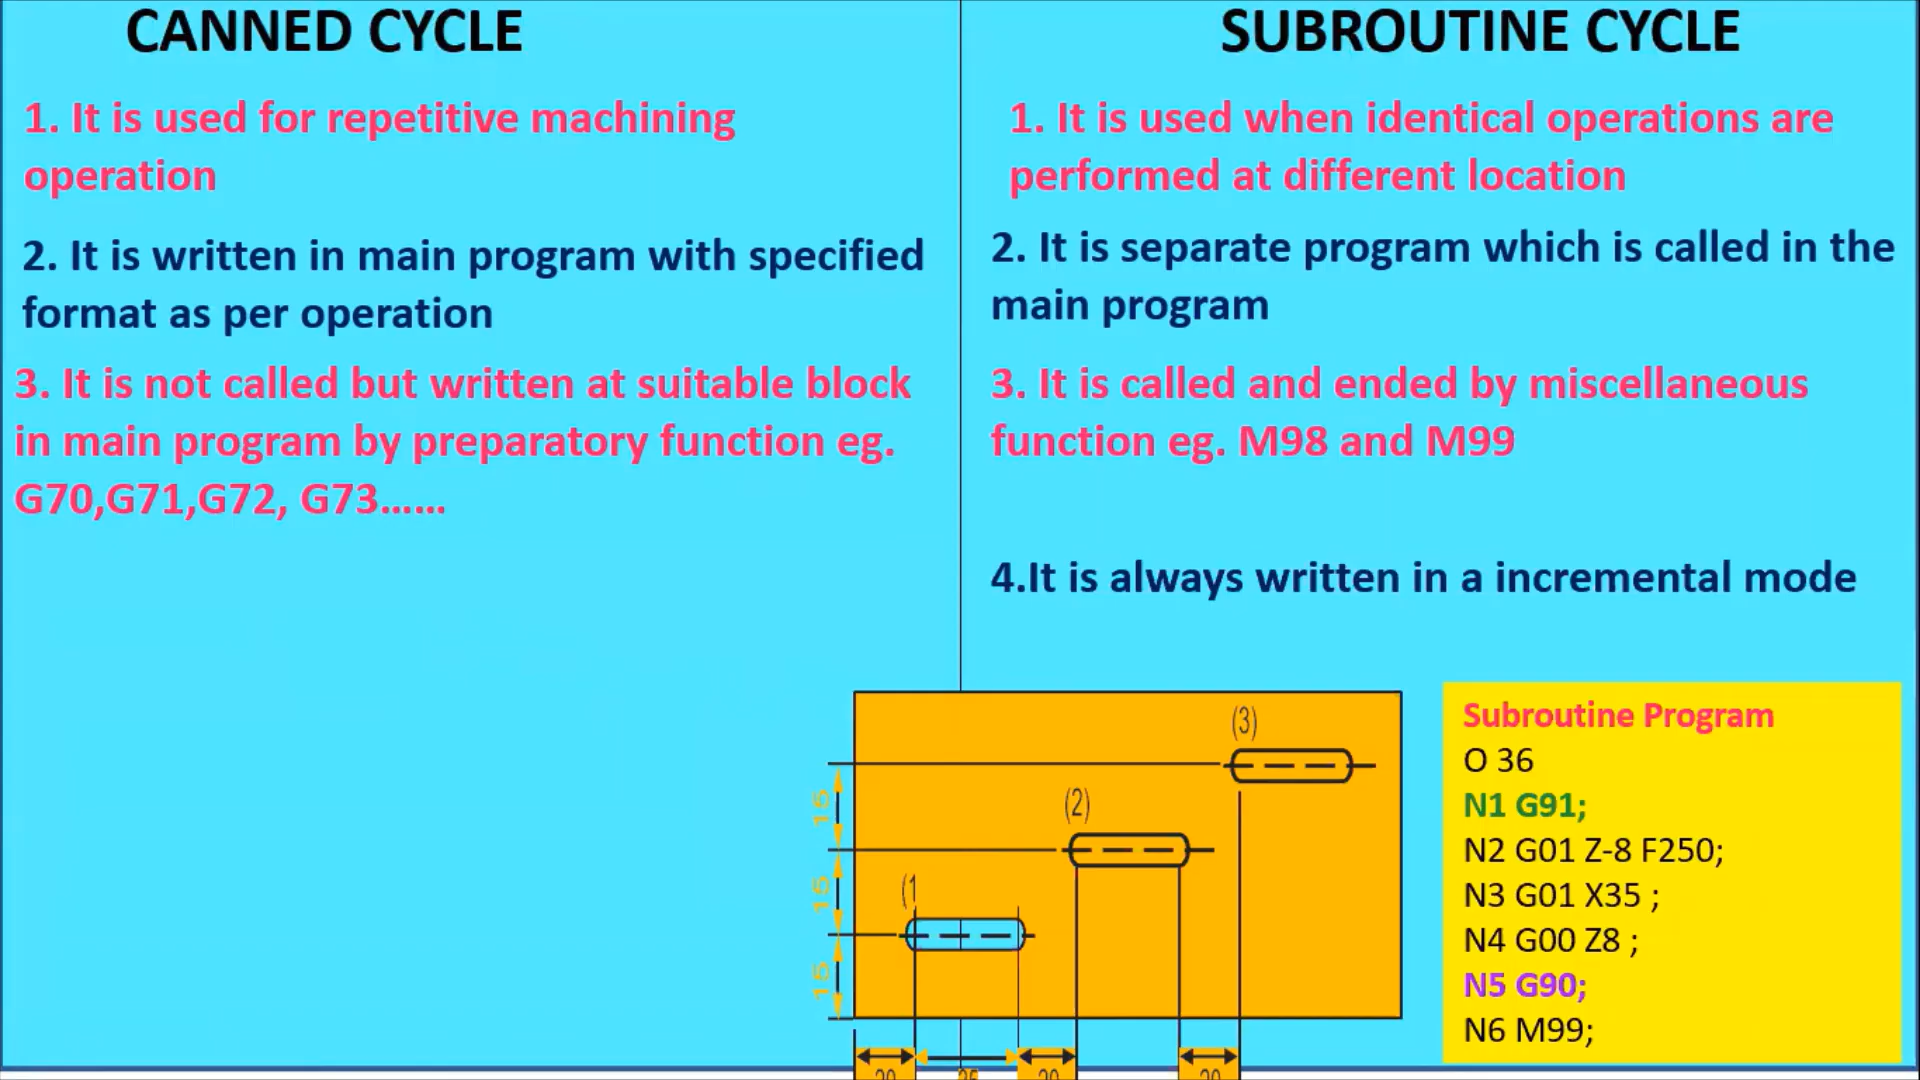 CANNED CYCLE
1. It is used for repetitive machining
operation
2. It is written in main program with specified
format as per operation
3. It is not called but written at suitable block
in main program by preparatory function eg.
G70,G71,G72, G73......
SUBROUTINE CYCLE
1. It is used when identical operations are
performed at different location
2. It is separate program which is called in the
main program
3. It is called and ended by miscellaneous
function eg. M98 and M99
4.It is always written in a incremental mode
(3)
(2)
(1
15
15
15
Subroutine Program
O 36
N1 G91;
N2 G01 Z-8 F250;
N3 G01 X35 ;
N4 G00 Z8 ;
N5 G90;
N6 M99;